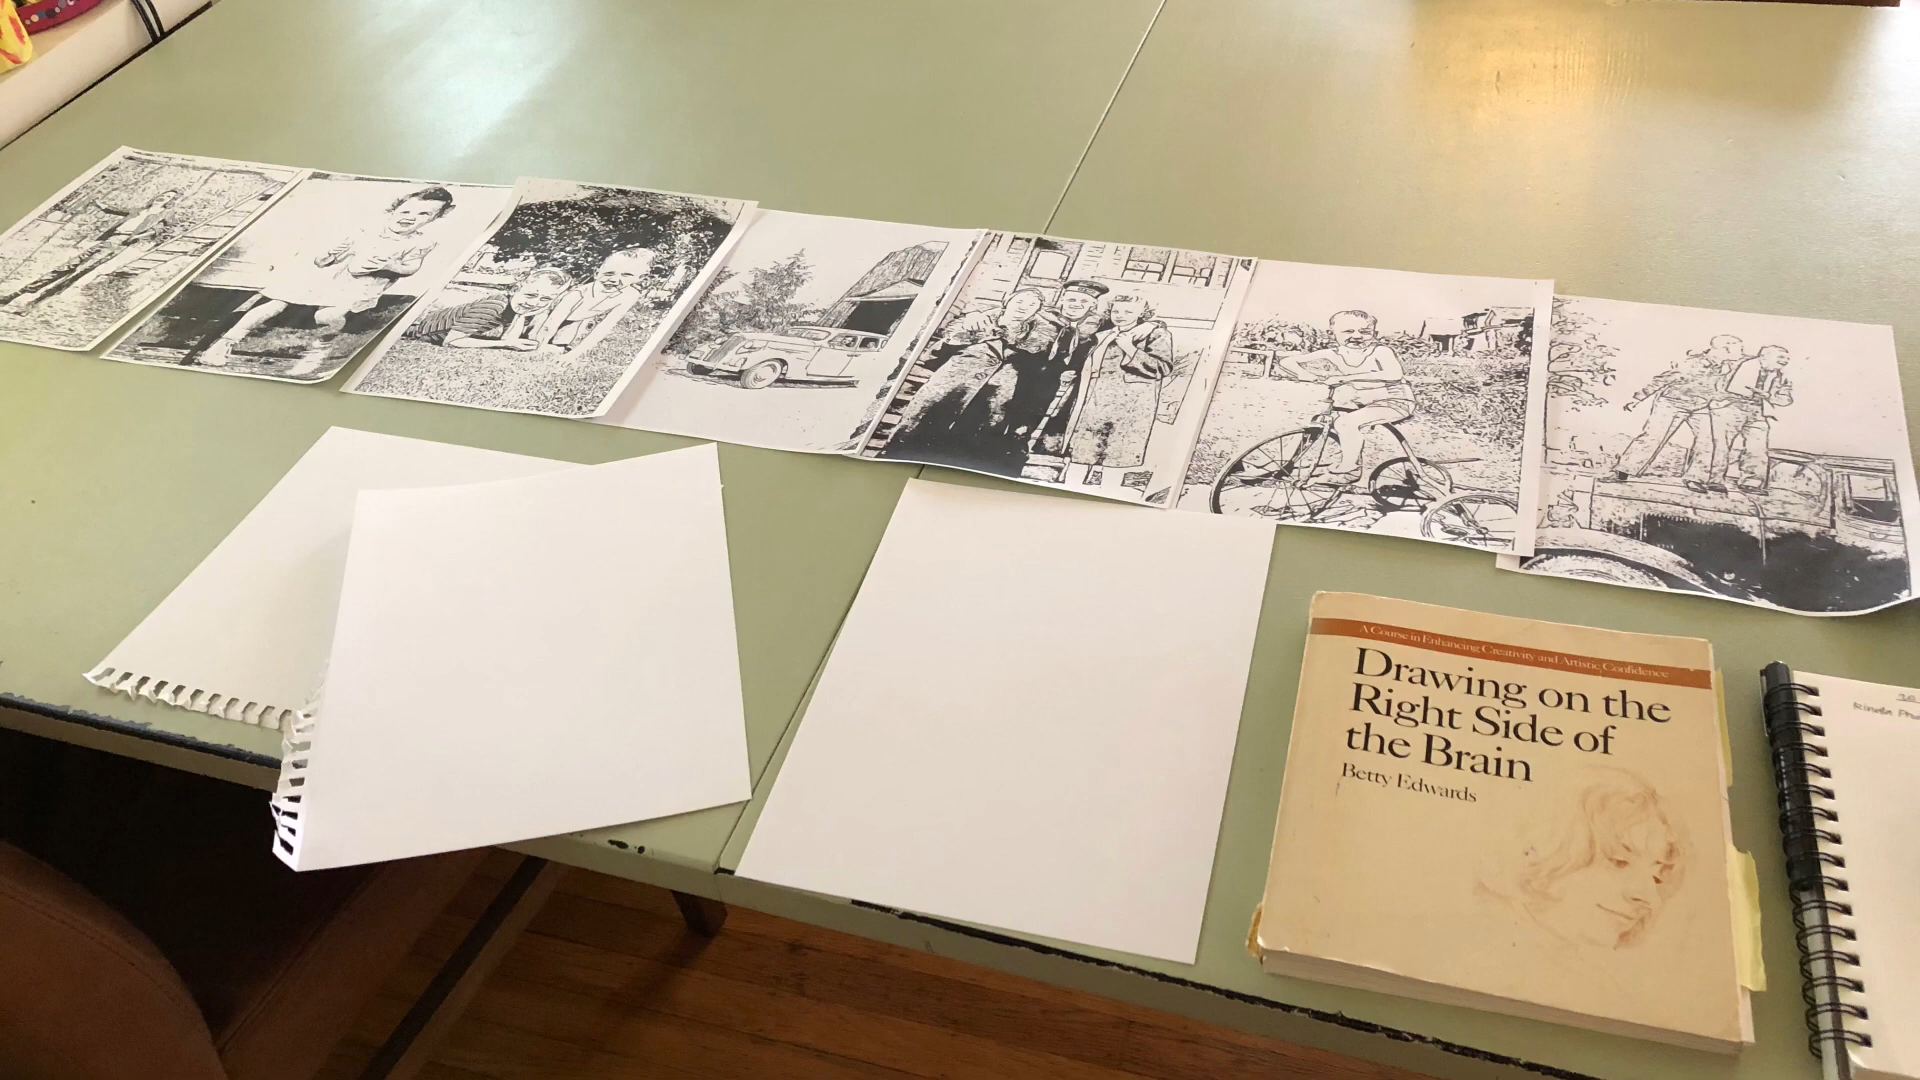 A Course in Enhancing Creativity and Artistic Confidence
Drawing on the
Right Side of
the Brain
Betty Edwards